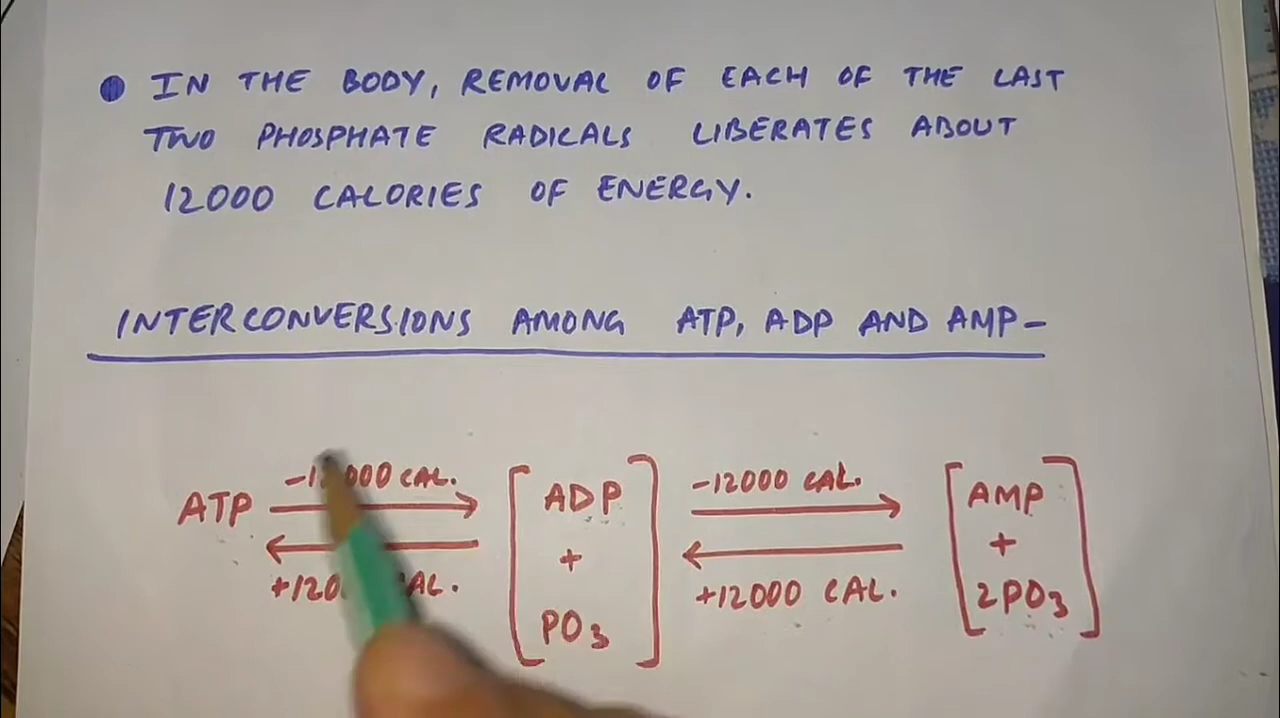 IN THE BODY, REMOVAL OF EACH OF THE LAST
TWO PHOSPHATE RADICALS LIBERATES ABOUT
12000 CALORIES OF ENERGY.
INTERCONVERSIONS AMONG ATP, ADP AND AMP-
CAL. -12000 CAL.
ATP [ADP [AMP
+ +
+12000 CAL. 2PO3]
PO3]